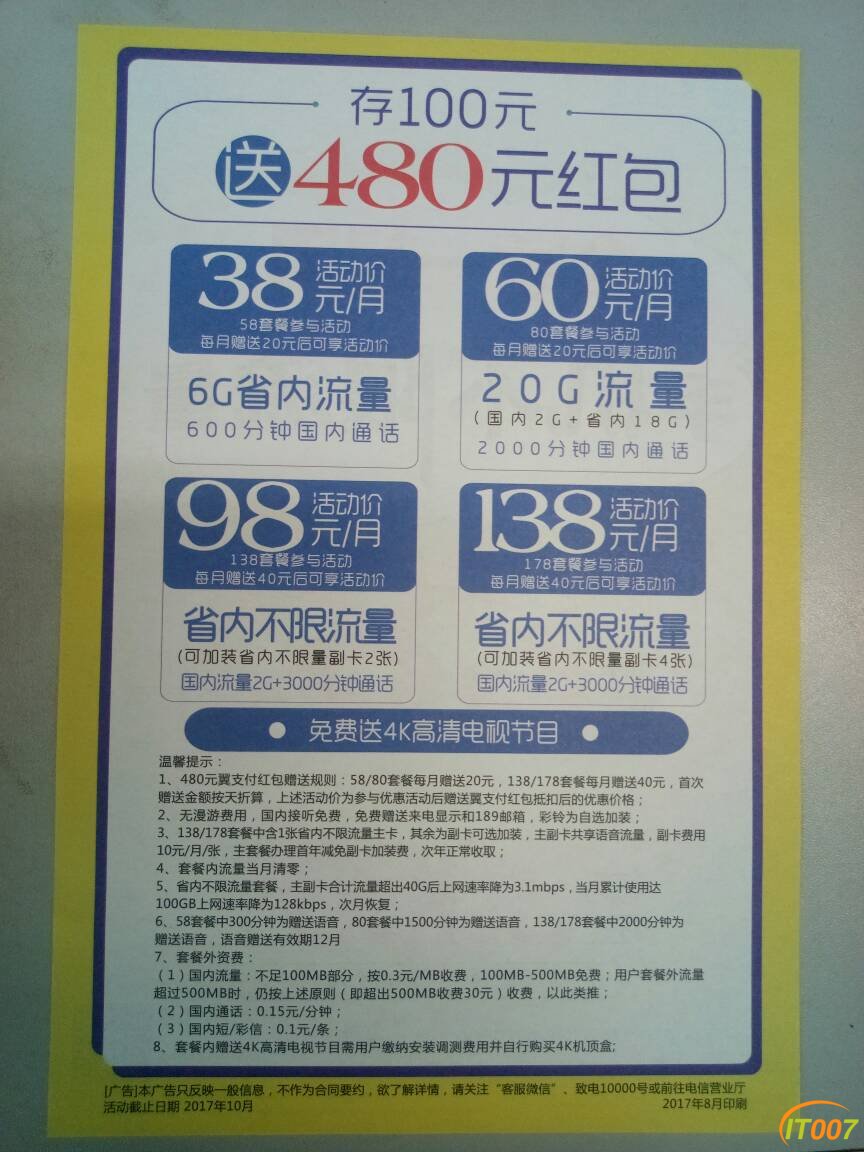 存100元
送480元红包
38 活动价
元/月
58套餐参与活动
每月赠送20元后可享活动价
6G省内流量
600分钟国内通话
60 活动价
元/月
80套餐参与活动
每月赠送20元后可享活动价
20G流量
(国内2G+省内18G)
2000分钟国内通话
98 活动价
元/月
138套餐参与活动
每月赠送40元后可享活动价
省内不限流量
(可加装省内不限量副卡2张)
国内流量2G+3000分钟通话
138 活动价
元/月
178套餐参与活动
每月赠送40元后可享活动价
省内不限流量
(可加装省内不限量副卡4张)
国内流量2G+3000分钟通话
● 免费送4K高清电视节目 ●
温馨提示：
1、480元翼支付红包赠送规则：58/80套餐每月赠送20元，138/178套餐每月赠送40元，首次
赠送金额按天折算，上述活动价为参与优惠活动后赠送翼支付红包抵扣后的优惠价格；
2、无漫游费用，国内接听免费，免费赠送来电显示和189邮箱，彩铃为自选加装；
3、138/178套餐中含1张省内不限流量主卡，其余为副卡可选加装，主副卡共享语音流量，副卡费用
10元/月/张，主套餐办理首年减免副卡加装费，次年正常收取；
4、套餐内流量当月清零；
5、省内不限流量套餐，主副卡合计流量超出40G后上网速率降为3.1mbps，当月累计使用达
100GB上网速率降为128kbps，次月恢复；
6、58套餐中300分钟为赠送语音，80套餐中1500分钟为赠送语音，138/178套餐中2000分钟为
赠送语音，语音赠送有效期12月
7、套餐外资费：
（1）国内流量：不足100MB部分，按0.3元/MB收费，100MB-500MB免费；用户套餐外流量
超过500MB时，仍按上述原则（即超出500MB收费30元）收费，以此类推；
（2）国内通话：0.15元/分钟；
（3）国内短/彩信：0.1元/条；
8、套餐内赠送4K高清电视节目需用户缴纳安装调测费用并自行购买4K机顶盒;
[广告]本广告只反映一般信息，不作为合同要约，欲了解详情，请关注“客服微信”、致电10000号或前往电信营业厅
活动截止日期 2017年10月
2017年8月印刷
IT007